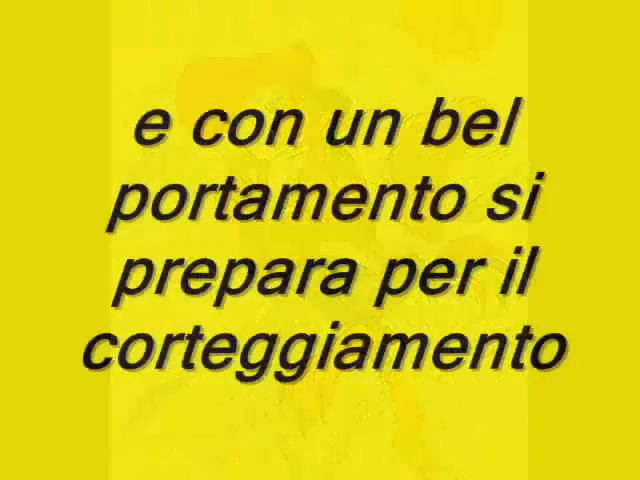 e con un bel
portamento si
prepara per il
corteggiamento